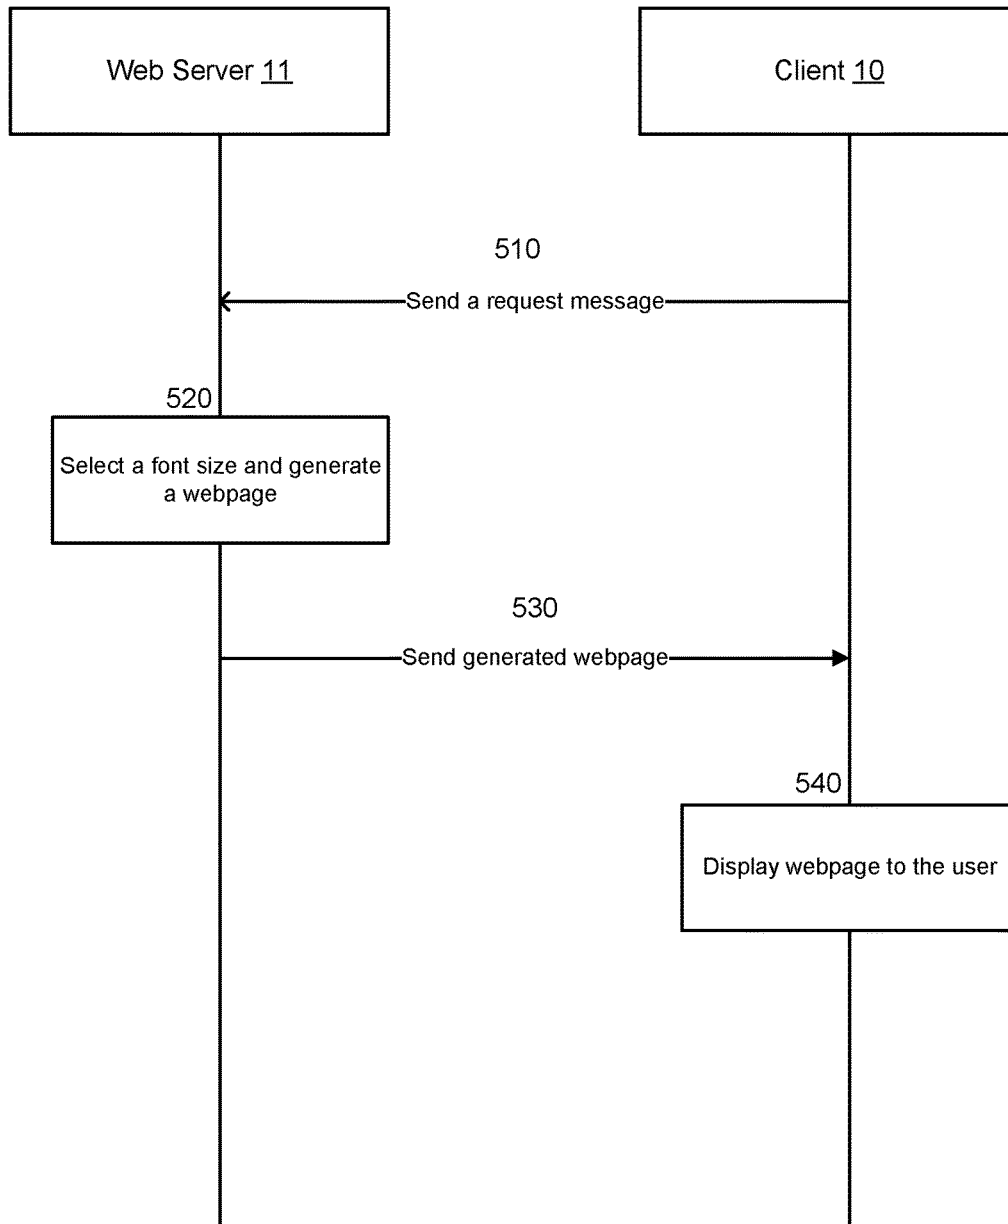 Web Server 11
Client 10
510
Send a request message
520
Select a font size and generate
a webpage
530
Send generated webpage
540
Display webpage to the user